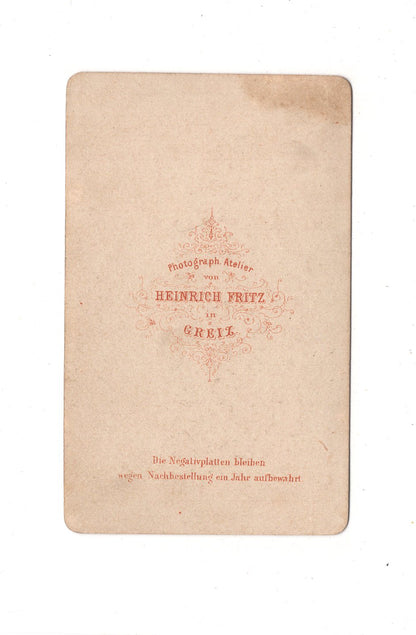 Photograph. Atelier
von
HEINRICH FRITZ
in
GREIZ
Die Negativplatten bleiben
wegen Nachbestellung ein Jahr aufbewahrt